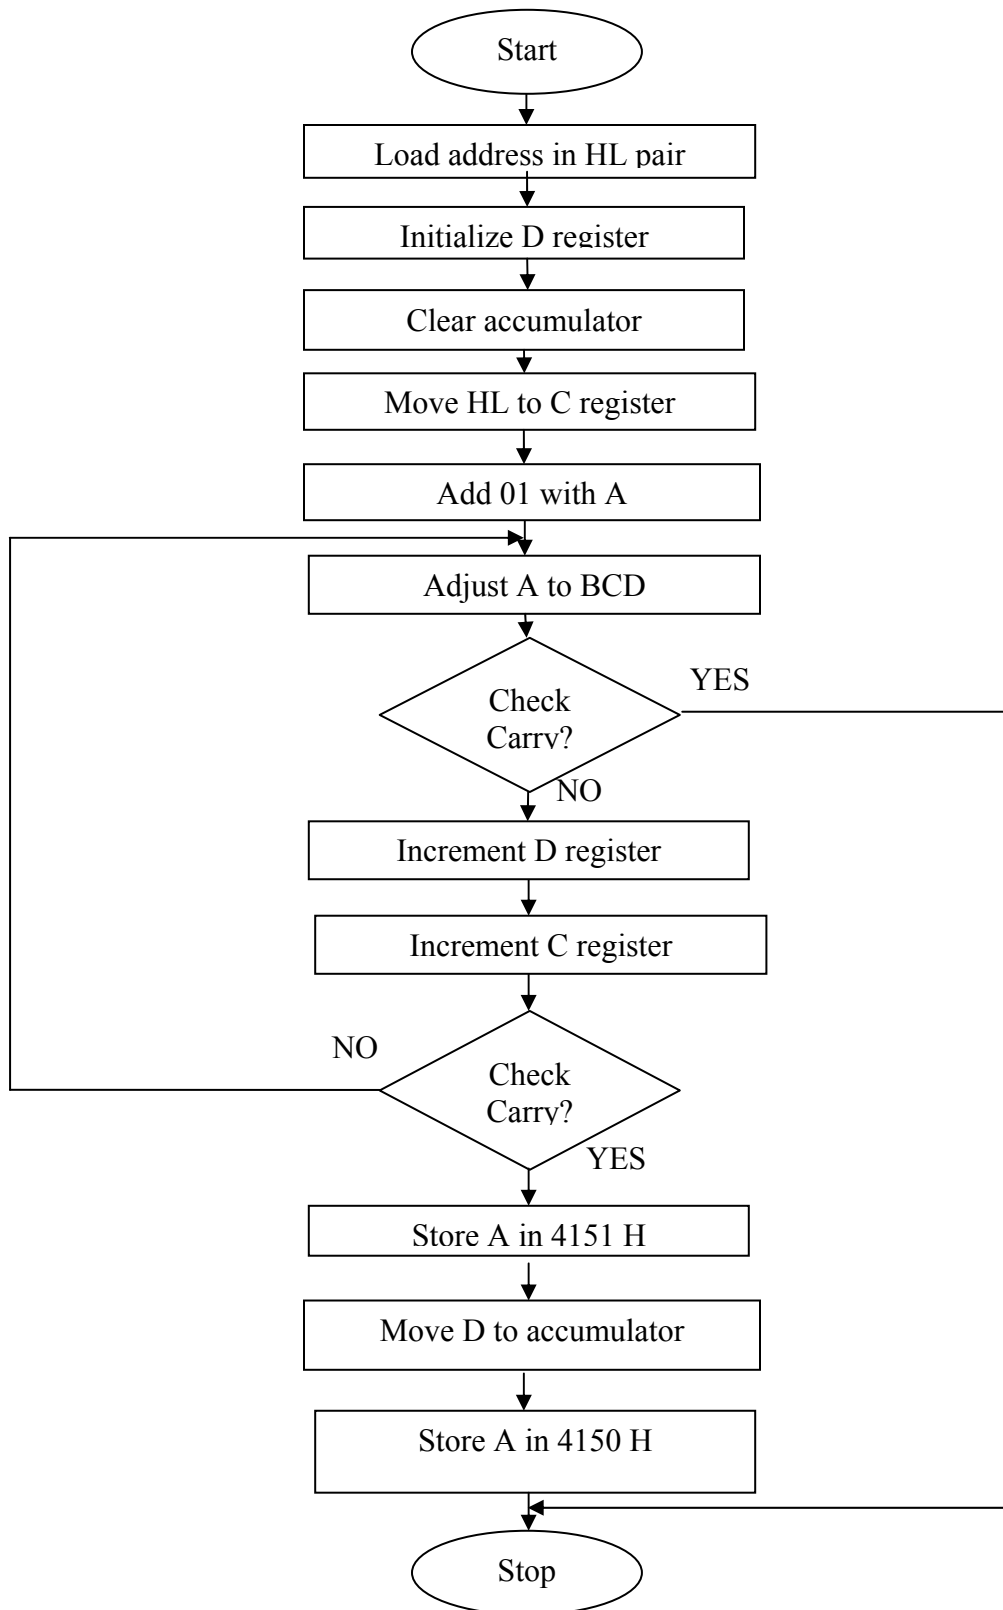 Start
Load address in HL pair
Initialize D register
Clear accumulator
Move HL to C register
Add 01 with A
Adjust A to BCD
YES
Check
Carry?
NO
Increment D register
Increment C register
NO
Check
Carry?
YES
Store A in 4151 H
Move D to accumulator
Store A in 4150 H
Stop